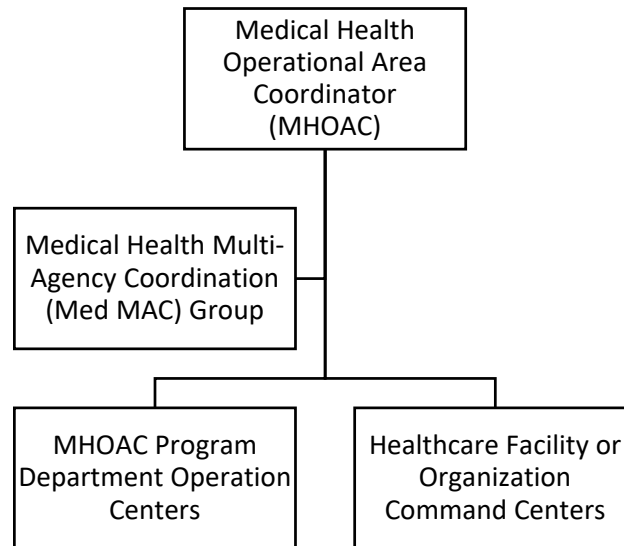 Medical Health
Operational Area
Coordinator
(MHOAC)
Medical Health Multi-
Agency Coordination
(Med MAC) Group
MHOAC Program
Department Operation
Centers
Healthcare Facility or
Organization
Command Centers